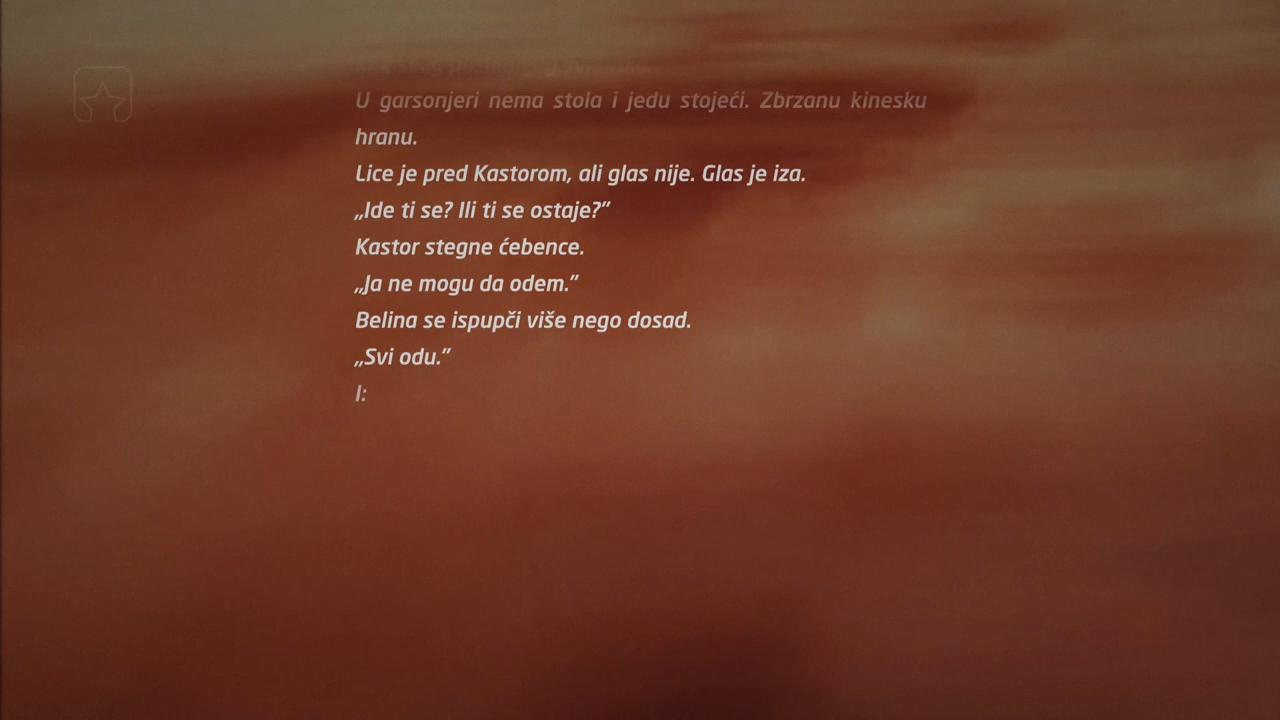 U garsonjeri nema stola i jedu stojeći. Zbrzanu kinesku
hranu.
Lice je pred Kastorom, ali glas nije. Glas je iza.
„Ide ti se? Ili ti se ostaje?”
Kastor stegne ćebence.
„Ja ne mogu da odem.”
Belina se ispupči više nego dosad.
„Svi odu.”
I: